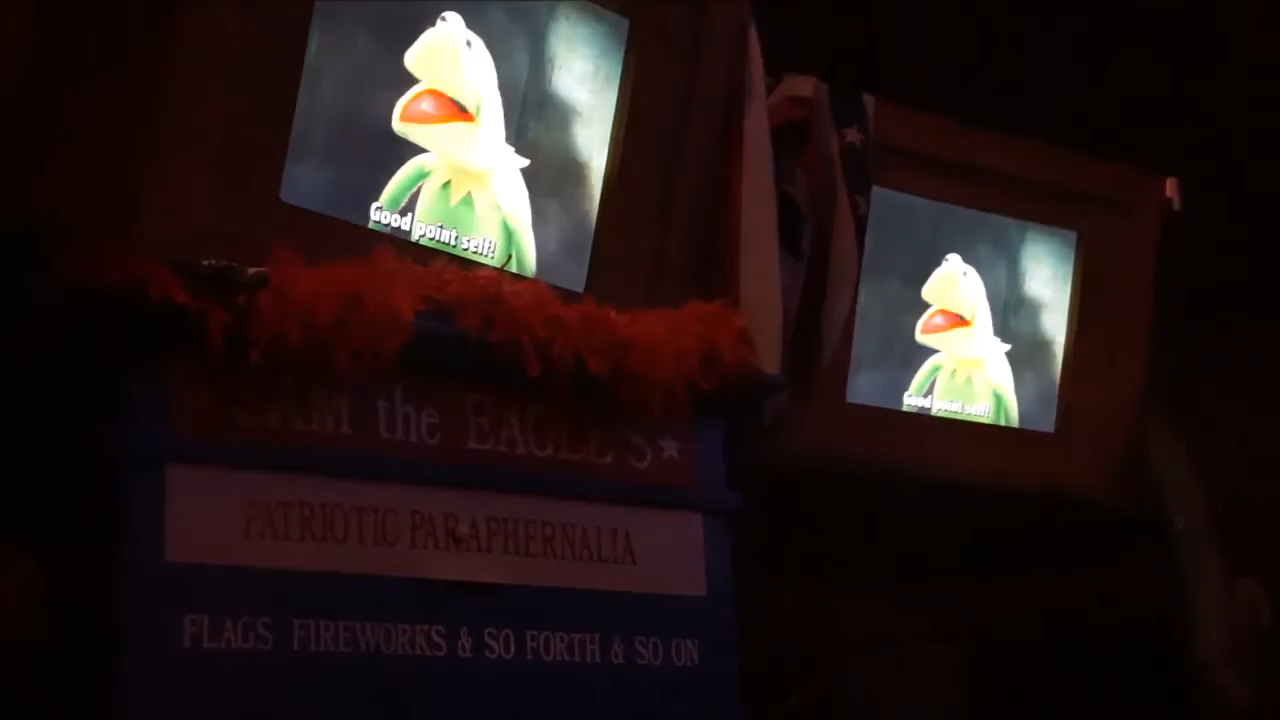 Good point self!
Good point self!
the EAGLE'S
PATRIOTIC PARAPHERNALIA
FLAGS FIREWORKS & SO FORTH & SO ON